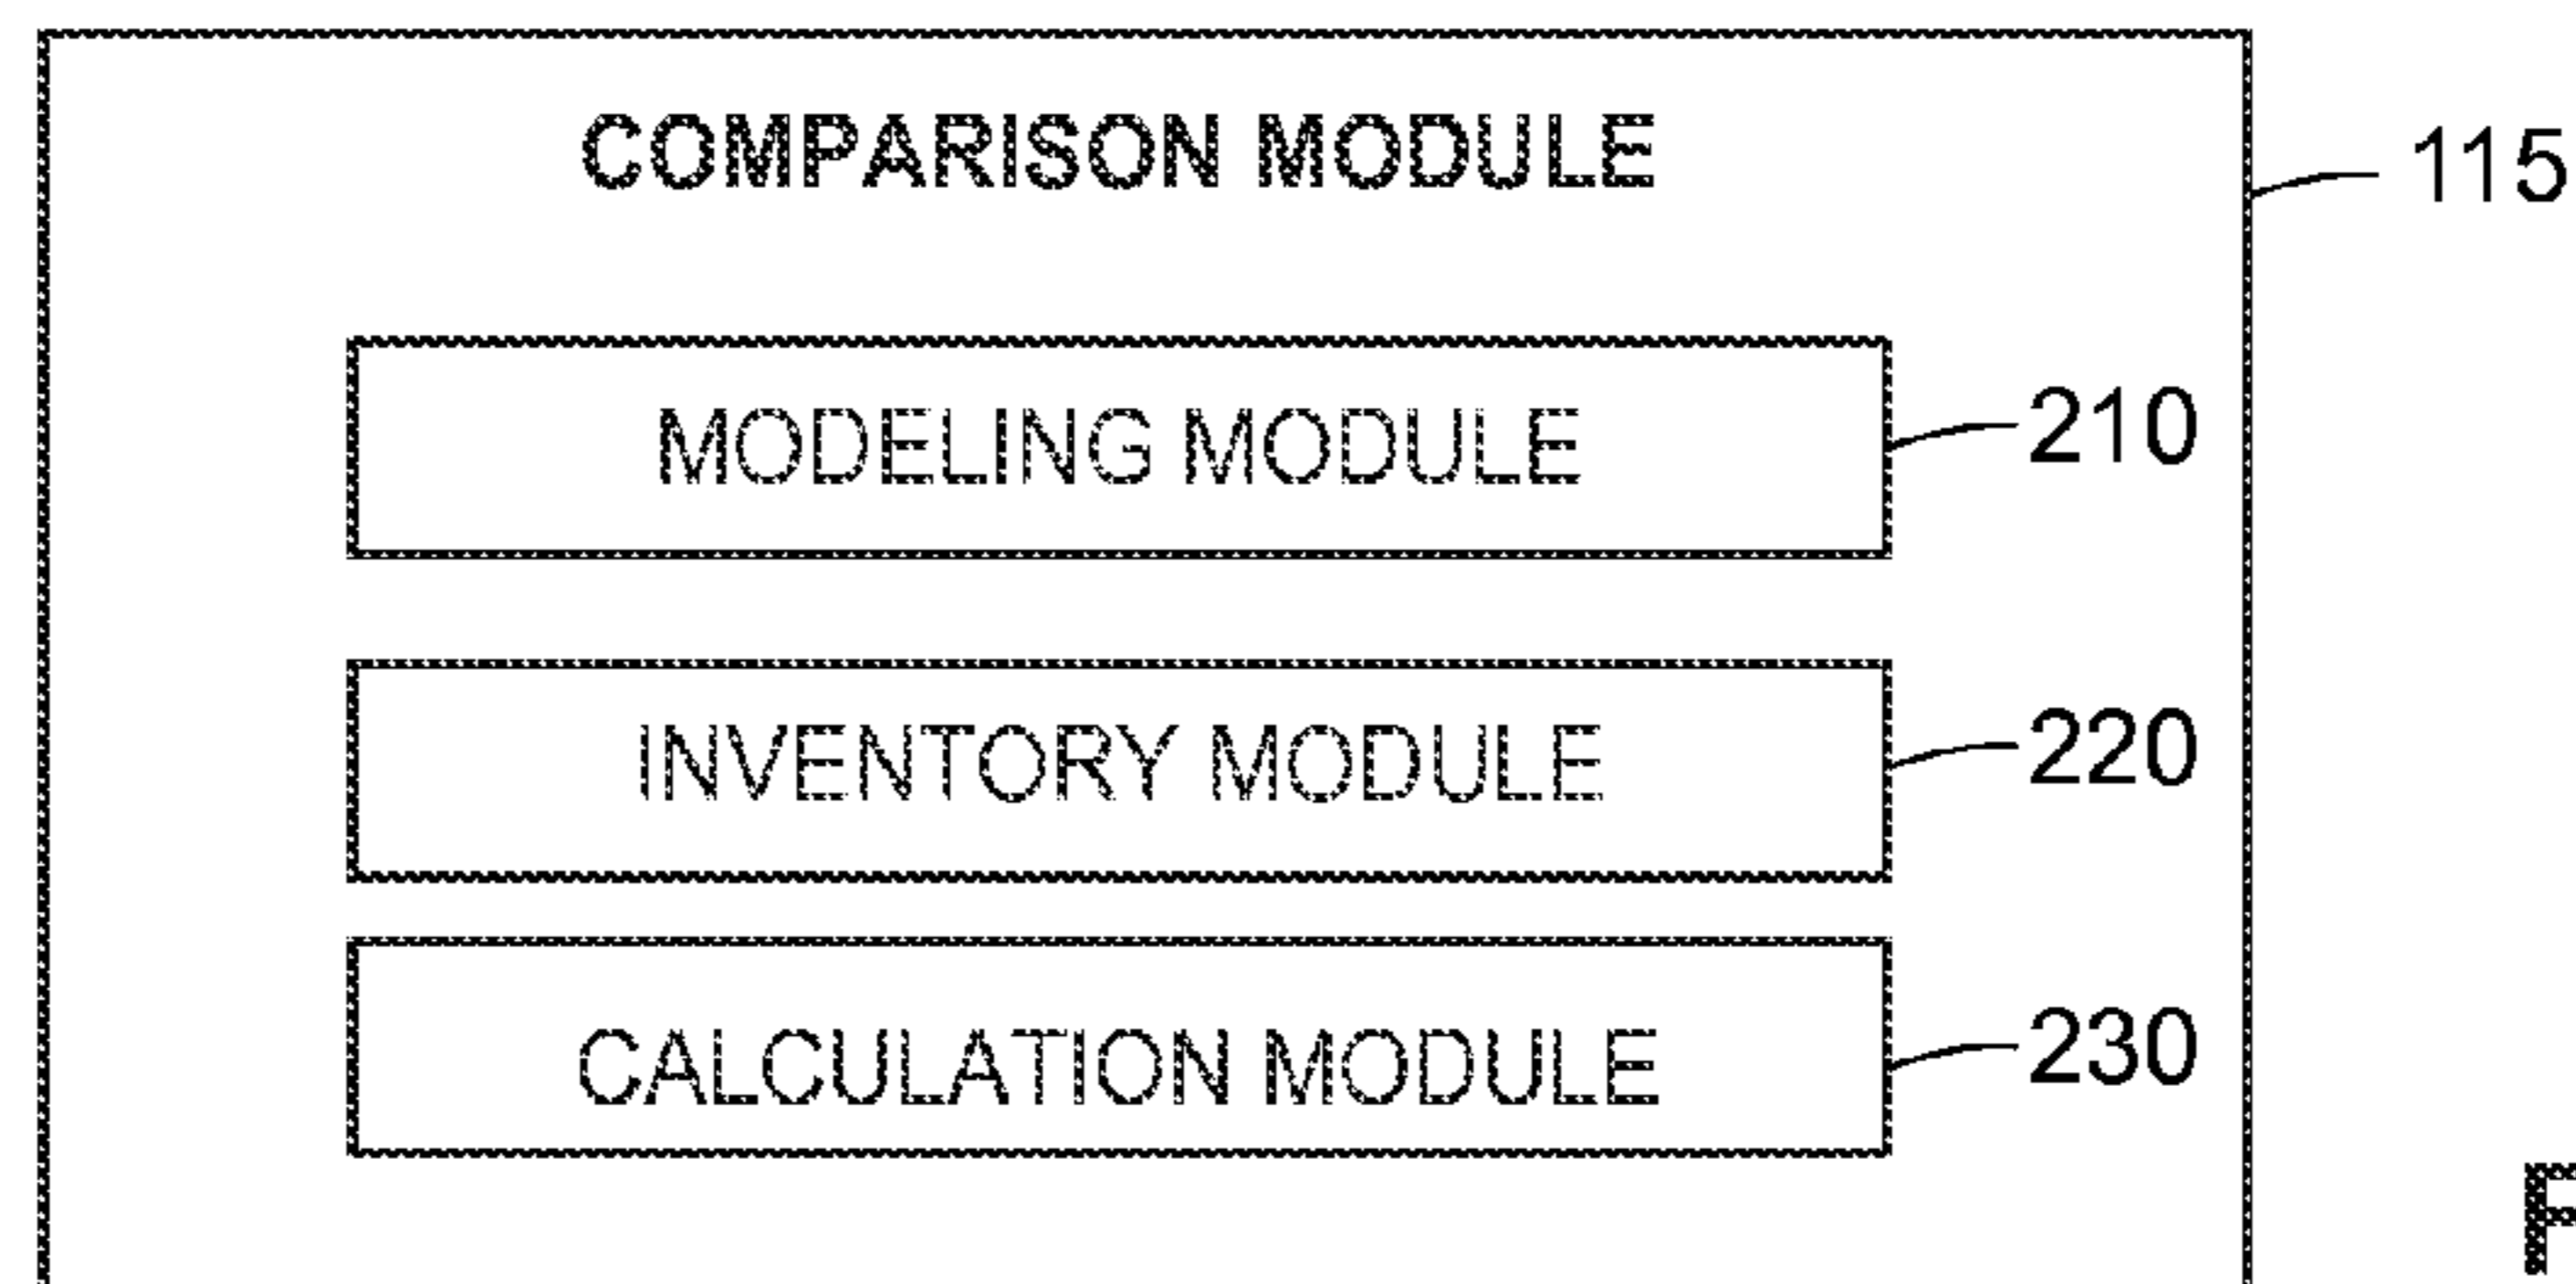 COMPARISON MODULE
115
MODELING MODULE
210
INVENTORY MODULE
220
CALCULATION MODULE
230
F